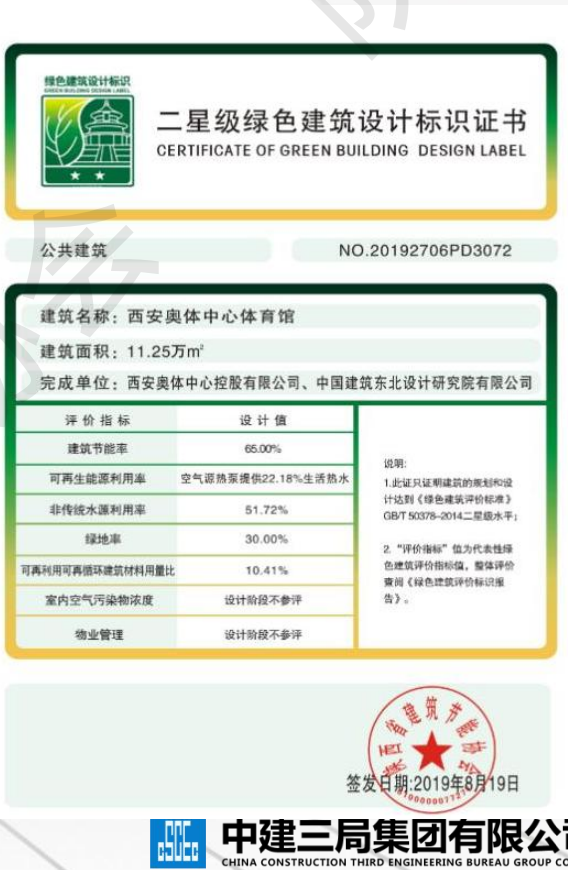 绿色建筑设计标识
GREEN BUILDING DESIGN LABEL
二星级绿色建筑设计标识证书
CERTIFICATE OF GREEN BUILDING DESIGN LABEL
公共建筑
NO.20192706PD3072
建筑名称：西安奥体中心体育馆
建筑面积：11.25万m²
完成单位：西安奥体中心控股有限公司、中国建筑东北设计研究院有限公司
评价指标 设计值
建筑节能率 65.00%
可再生能源利用率 空气源热泵提供22.18%生活热水
非传统水源利用率 51.72%
绿地率 30.00%
可再利用可再循环建筑材料用量比 10.41%
室内空气污染物浓度 设计阶段不参评
物业管理 设计阶段不参评
说明:
1.此证只证明建筑的规划和设
计达到《绿色建筑评价标准》
GB/T 50378-2014二星级水平;
2.“评价指标”值为代表性绿
色建筑评价指标值，整体评价
查阅《绿色建筑评价标识报
告》。
陕西省建筑节能协会
签发日期:2019年8月19日
中建三局集团有限公司
CHINA CONSTRUCTION THIRD ENGINEERING BUREAU GROUP CO